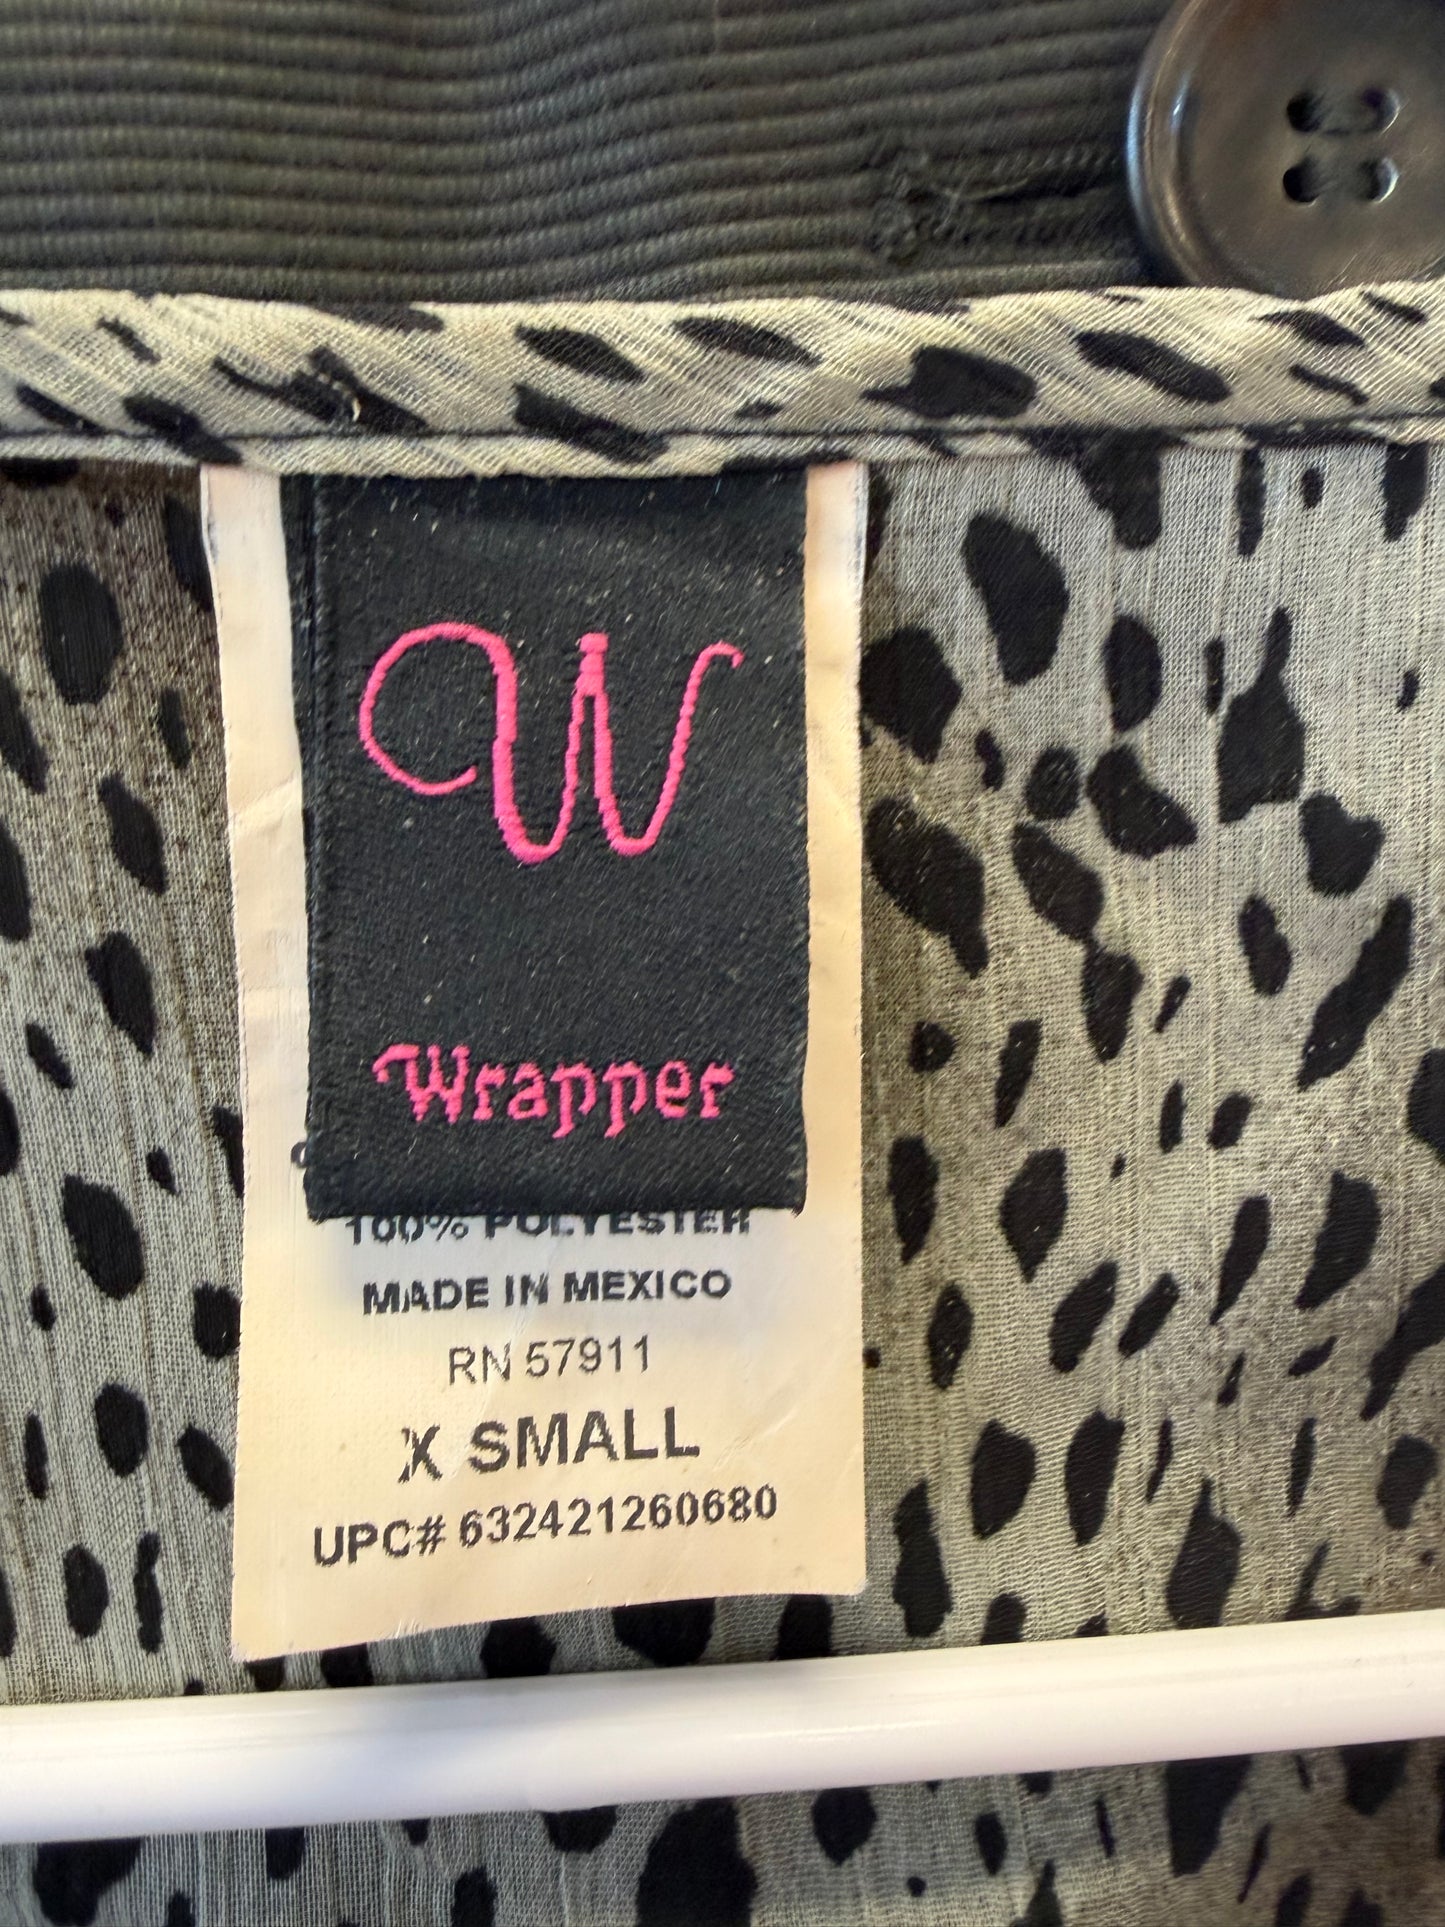 W
Wrapper
100% POLYESTER
MADE IN MEXICO
RN 57911
X SMALL
UPC# 632421260680